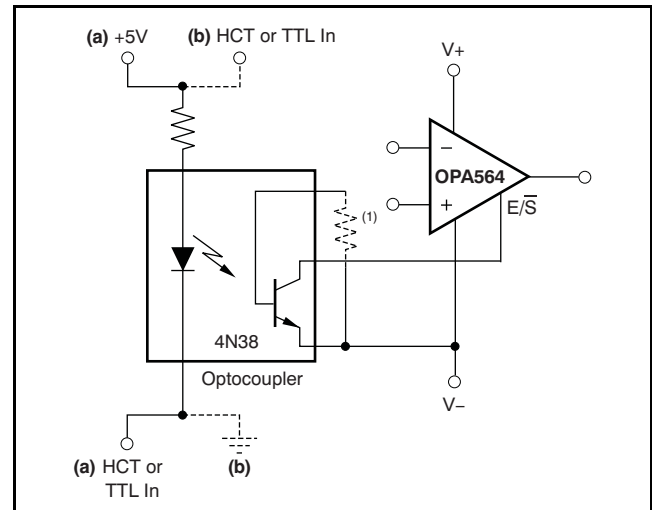 (a) +5V
(b) HCT or TTL In
V+
−
OPA564
+
E/S̅
(1)
4N38
Optocoupler
V−
(a) HCT or
TTL In
(b)